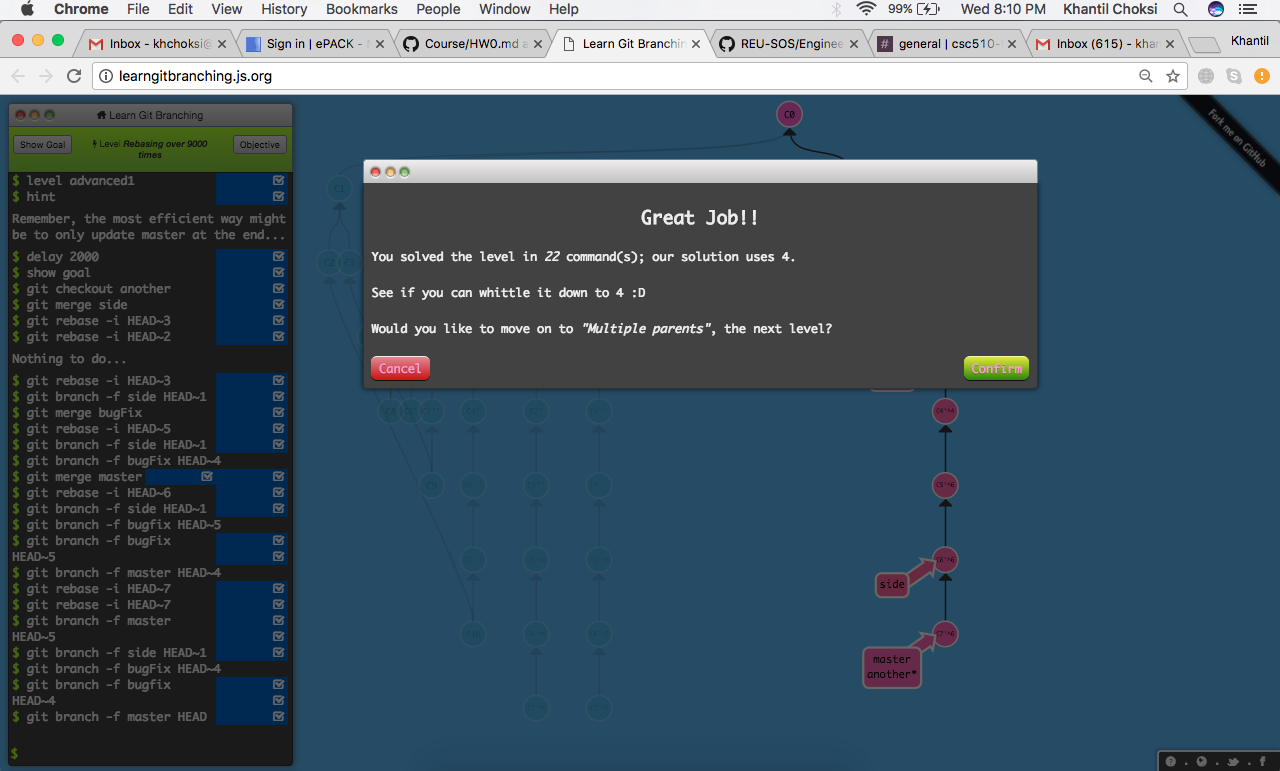 Chrome File Edit View History Bookmarks People Window Help 99% Wed 8:10 PM Khantil Choksi
Inbox - khchoksi@ Sign in | ePACK - Course/HW0.md a Learn Git Branchin REU-SOS/Enginee general | csc510- Inbox (615) - khan Khantil
learngitbranching.js.org
Learn Git Branching
Show Goal
Level Rebasing over 9000
times
Objective
$ level advanced1
$ hint
Remember, the most efficient way might
be to only update master at the end...
$ delay 2000
$ show goal
$ git checkout another
$ git merge side
$ git rebase -i HEAD~3
$ git rebase -i HEAD~2
Nothing to do...
$ git rebase -i HEAD~3
$ git branch -f side HEAD~1
$ git merge bugFix
$ git rebase -i HEAD~5
$ git branch -f side HEAD~1
$ git branch -f bugFix HEAD~4
$ git merge master
$ git rebase -i HEAD~6
$ git branch -f side HEAD~1
$ git branch -f bugfix HEAD~5
$ git branch -f bugFix
HEAD~5
$ git branch -f master HEAD~4
$ git rebase -i HEAD~7
$ git rebase -i HEAD~7
$ git branch -f master
HEAD~5
$ git branch -f side HEAD~1
$ git branch -f bugFix HEAD~4
$ git branch -f bugfix
HEAD~4
$ git branch -f master HEAD
$
C0
Fork me on GitHub
C1
Great Job!!
You solved the level in 22 command(s); our solution uses 4.
See if you can whittle it down to 4 :D
Would you like to move on to "Multiple parents", the next level?
Cancel
Confirm
side
master
another*